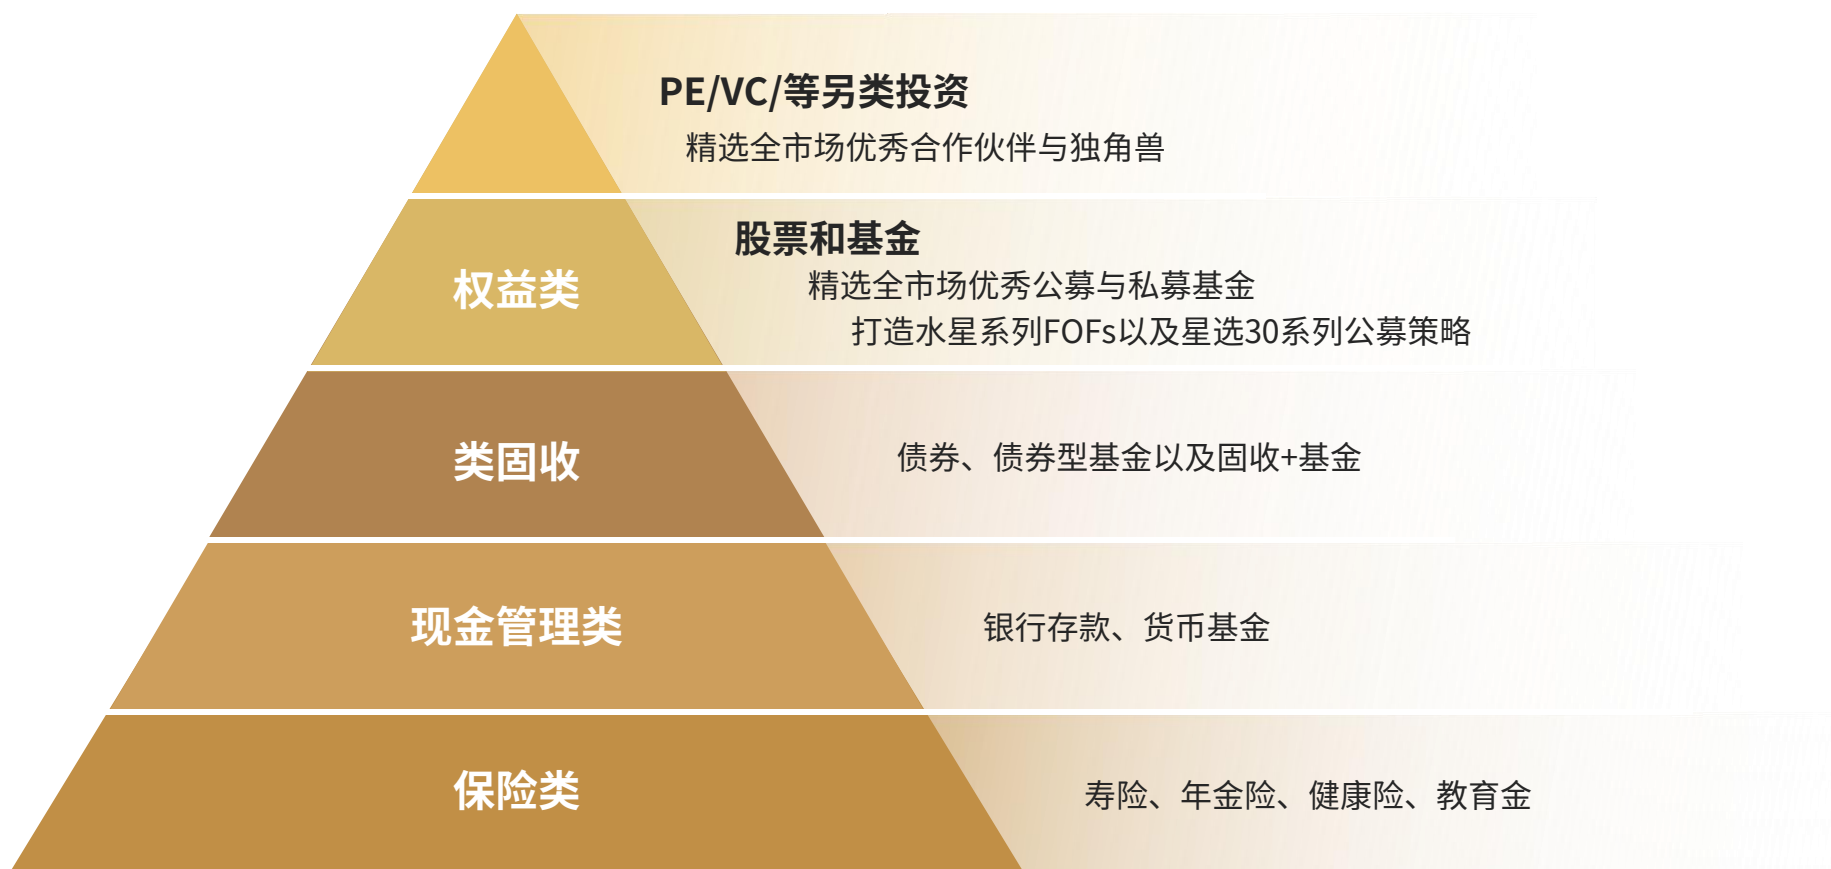 PE/VC/等另类投资
精选全市场优秀合作伙伴与独角兽
股票和基金
权益类
精选全市场优秀公募与私募基金
打造水星系列FOFs以及星选30系列公募策略
类固收
债券、债券型基金以及固收+基金
现金管理类
银行存款、货币基金
保险类
寿险、年金险、健康险、教育金